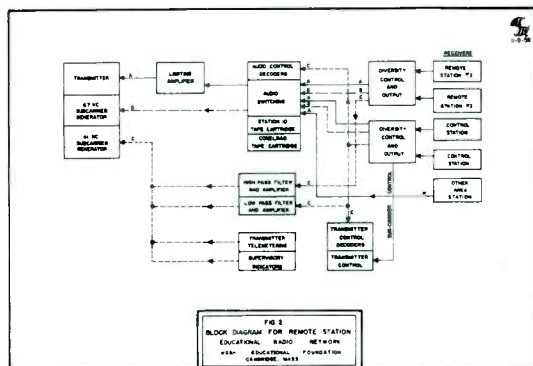 11-8-58
RECEIVERS
TRANSMITTER
67 KC
SUBCARRIER
GENERATOR
41 KC
SUBCARRIER
GENERATOR
LIMITING
AMPLIFIER
AUDIO CONTROL
DECODERS
AUDIO
SWITCHING
STATION ID
TAPE CARTRIDGE
CONELRAD
TAPE CARTRIDGE
DIVERSITY
CONTROL
AND
OUTPUT
DIVERSITY
CONTROL
AND
OUTPUT
REMOTE
STATION
REMOTE
STATION
CONTROL
STATION
CONTROL
STATION
OTHER
AREA
STATION
HIGH PASS FILTER
AND AMPLIFIER
LOW PASS FILTER
AND AMPLIFIER
TRANSMITTER
TELEMETERING
SUPERVISORY
INDICATORS
TRANSMITTER
CONTROL
DECODERS
TRANSMITTER
CONTROL
SUB-CARRIER CONTROL
A
B
C
C
A
B
C
A
C
C
C
FIG 2
BLOCK DIAGRAM FOR REMOTE STATION
EDUCATIONAL RADIO NETWORK
WGBH EDUCATIONAL FOUNDATION
CAMBRIDGE, MASS